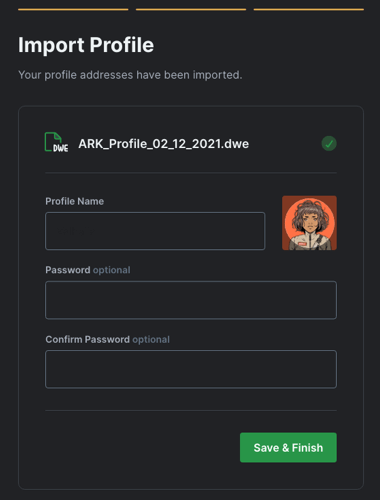 Import Profile
Your profile addresses have been imported.
DWE ARK_Profile_02_12_2021.dwe
Profile Name
Password optional
Confirm Password optional
Save & Finish